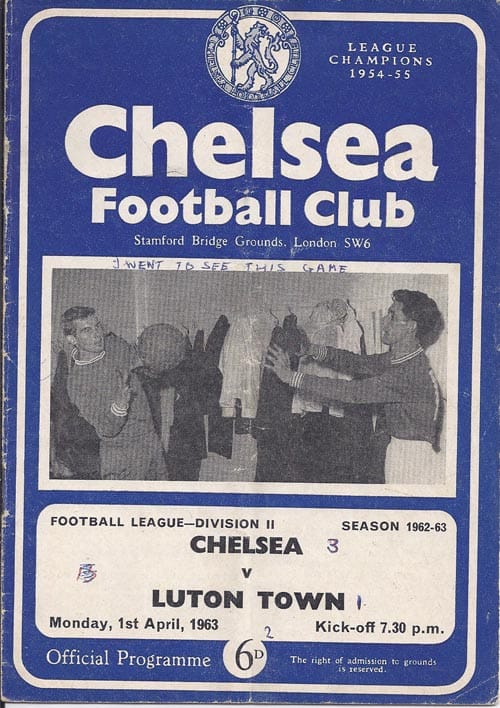 LEAGUE
CHAMPIONS
1954-55
Chelsea
Football Club
Stamford Bridge Grounds. London SW6
I WENT TO SEE THIS GAME
FOOTBALL LEAGUE—DIVISION II
SEASON 1962-63
CHELSEA 3
v
LUTON TOWN 1
Monday, 1st April, 1963
Kick-off 7.30 p.m.
2
Official Programme
6D
The right of admission to grounds
is reserved.